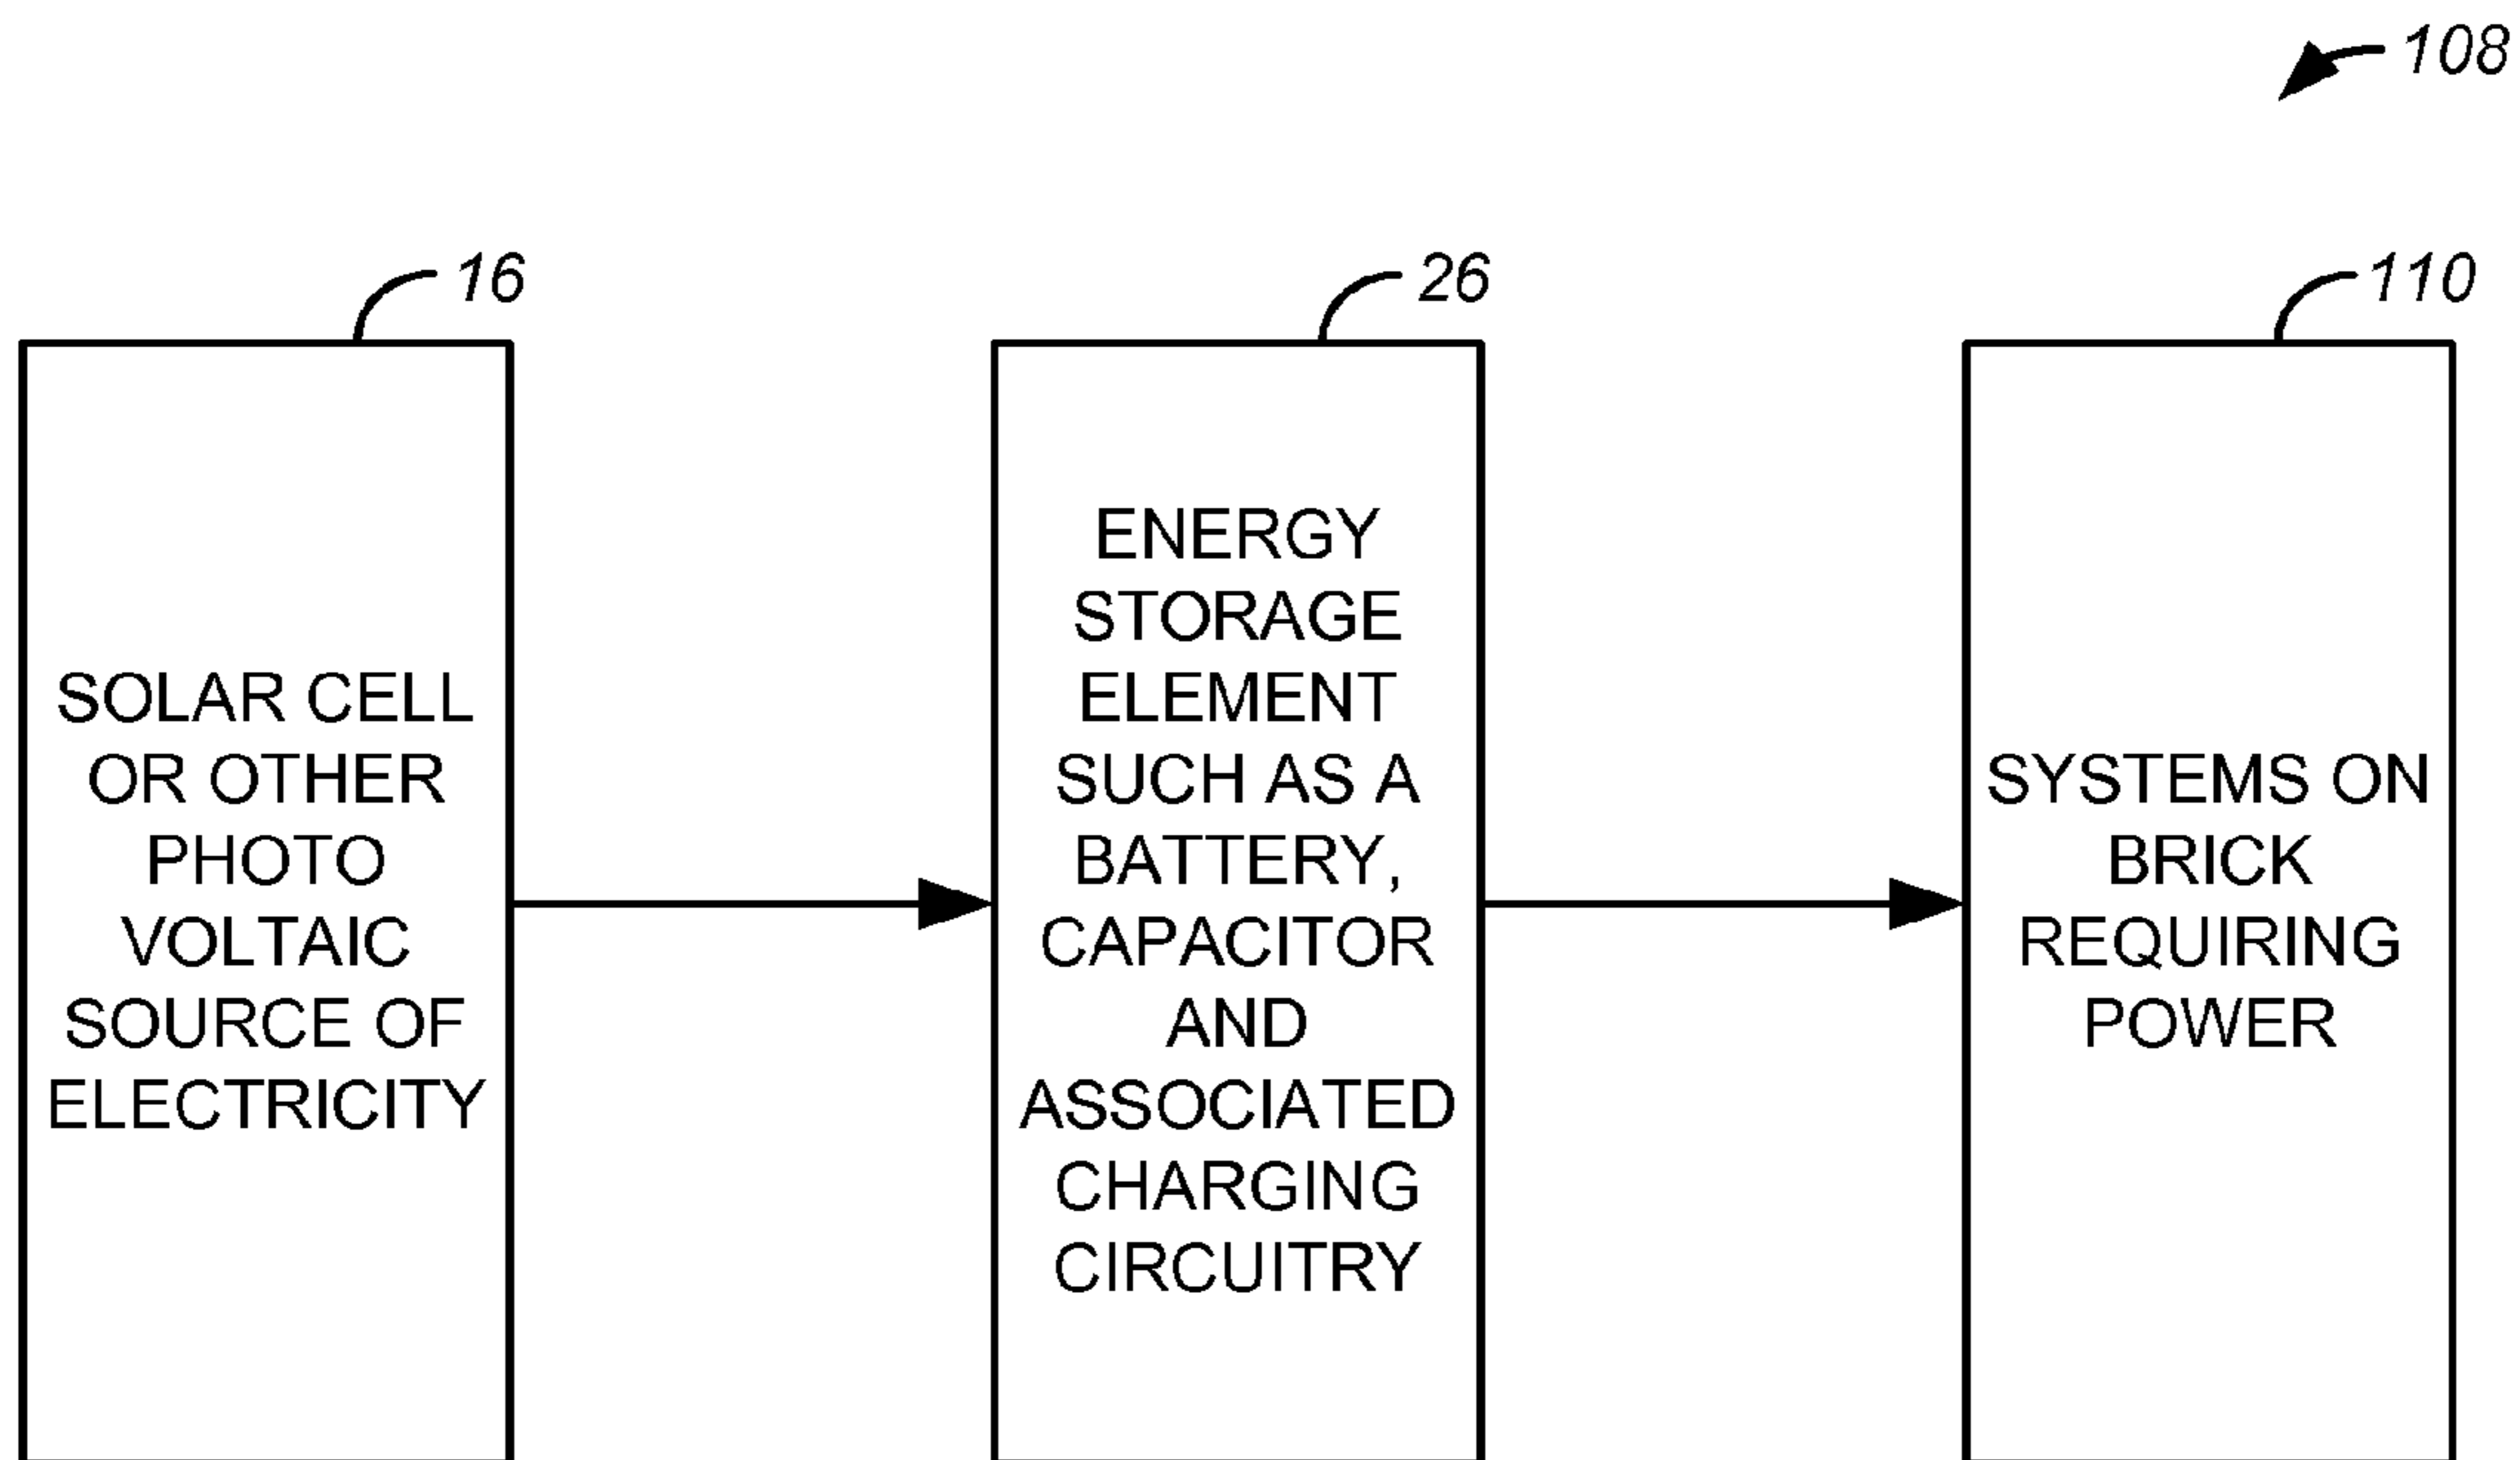 108
16
26
110
SOLAR CELL
OR OTHER
PHOTO
VOLTAIC
SOURCE OF
ELECTRICITY
ENERGY
STORAGE
ELEMENT
SUCH AS A
BATTERY,
CAPACITOR
AND
ASSOCIATED
CHARGING
CIRCUITRY
SYSTEMS ON
BRICK
REQUIRING
POWER